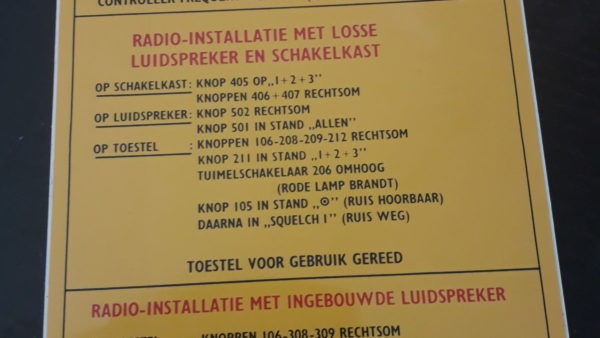 CONTROLLEER
RADIO-INSTALLATIE MET LOSSE
LUIDSPREKER EN SCHAKELKAST
OP SCHAKELKAST: KNOP 405 OP „1+2+3"
KNOPPEN 406+407 RECHTSOM
OP LUIDSPREKER: KNOP 502 RECHTSOM
KNOP 501 IN STAND „ALLEN"
OP TOESTEL : KNOPPEN 106-208-209-212 RECHTSOM
KNOP 211 IN STAND „1+2+3"
TUIMELSCHAKELAAR 206 OMHOOG
(RODE LAMP BRANDT)
KNOP 105 IN STAND „⊙" (RUIS HOORBAAR)
DAARNA IN „SQUELCH 1" (RUIS WEG)
TOESTEL VOOR GEBRUIK GEREED
RADIO-INSTALLATIE MET INGEBOUWDE LUIDSPREKER
KNOPPEN 106-308-309 RECHTSOM